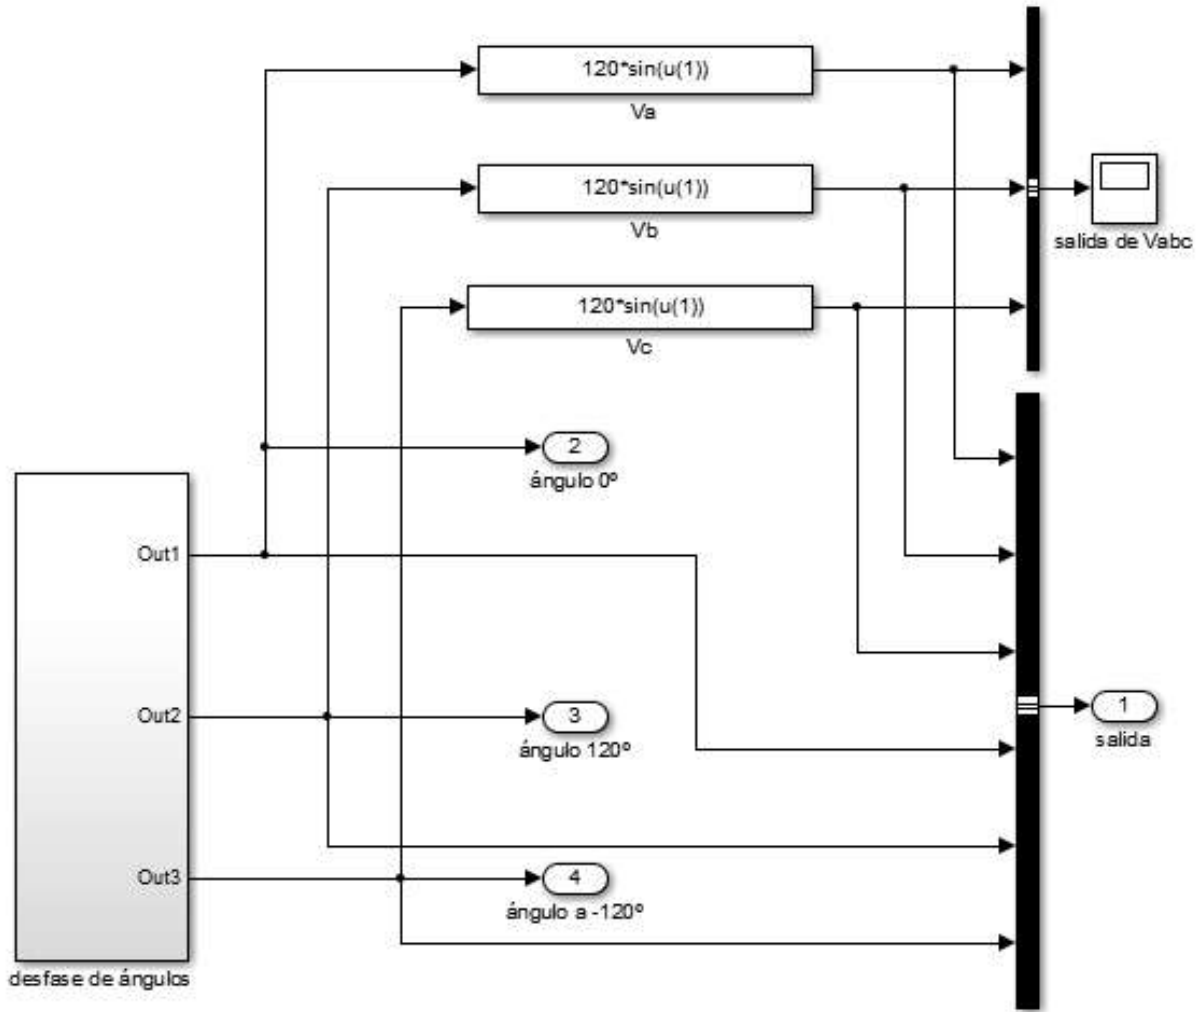 120*sin(u(1))
Va
120*sin(u(1))
Vb
salida de Vabc
120*sin(u(1))
Vc
2
ángulo 0º
Out1
Out2
3
ángulo 120º
1
salida
Out3
4
ángulo a -120º
desfase de ángulos